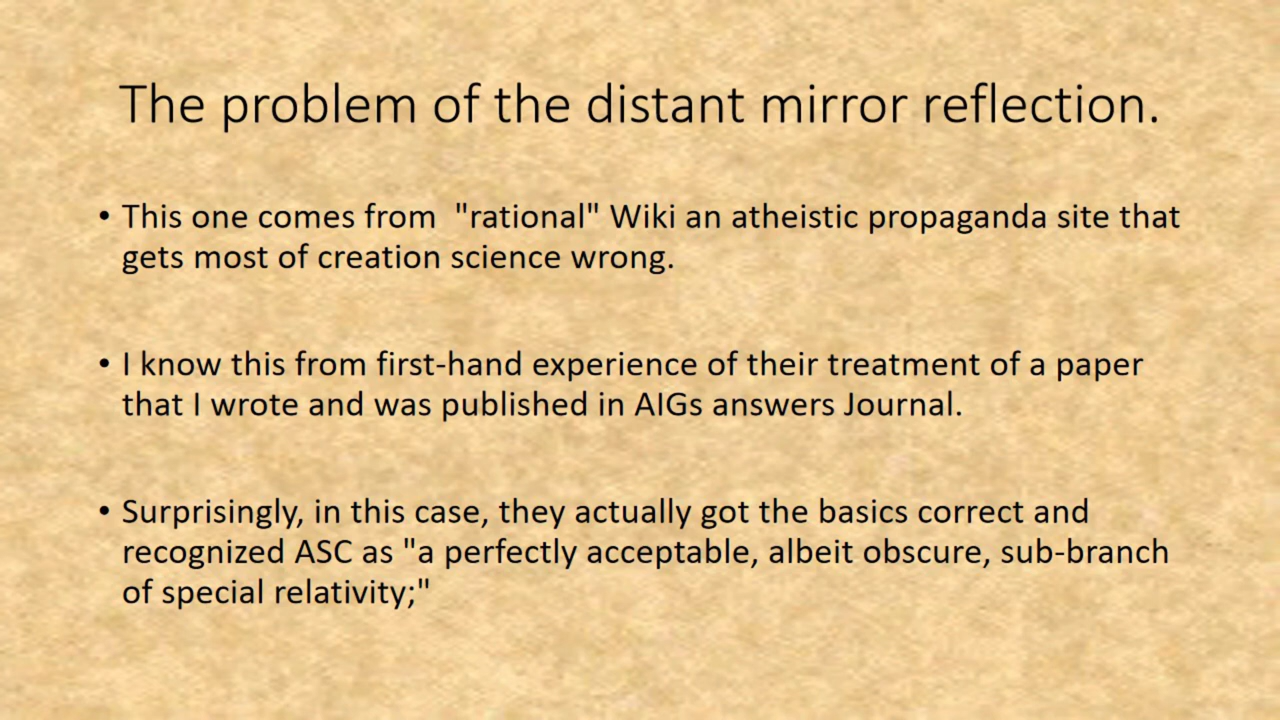 The problem of the distant mirror reflection.
• This one comes from  "rational" Wiki an atheistic propaganda site that
gets most of creation science wrong.
• I know this from first-hand experience of their treatment of a paper
that I wrote and was published in AIGs answers Journal.
• Surprisingly, in this case, they actually got the basics correct and
recognized ASC as "a perfectly acceptable, albeit obscure, sub-branch
of special relativity;"